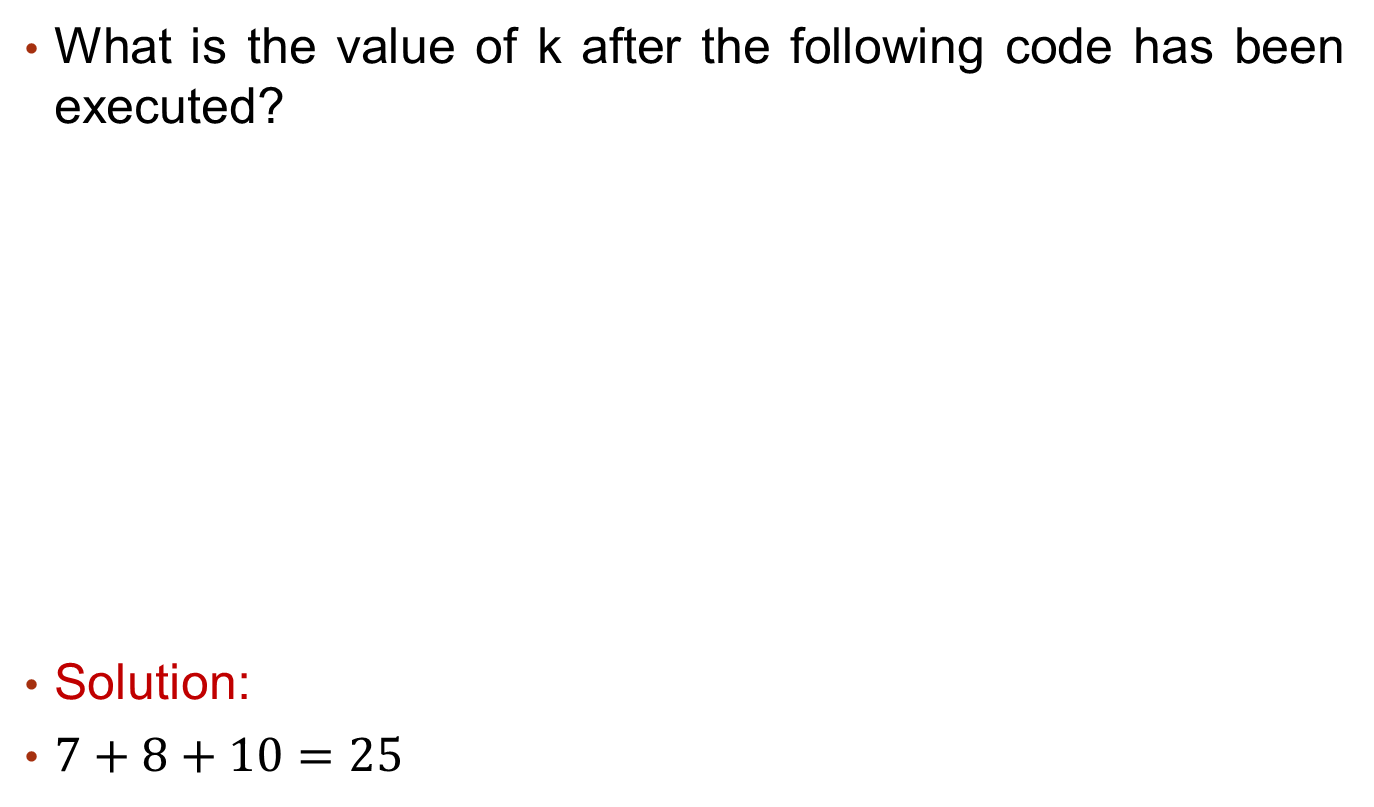 • What is the value of k after the following code has been
executed?
• Solution:
• 7 + 8 + 10 = 25